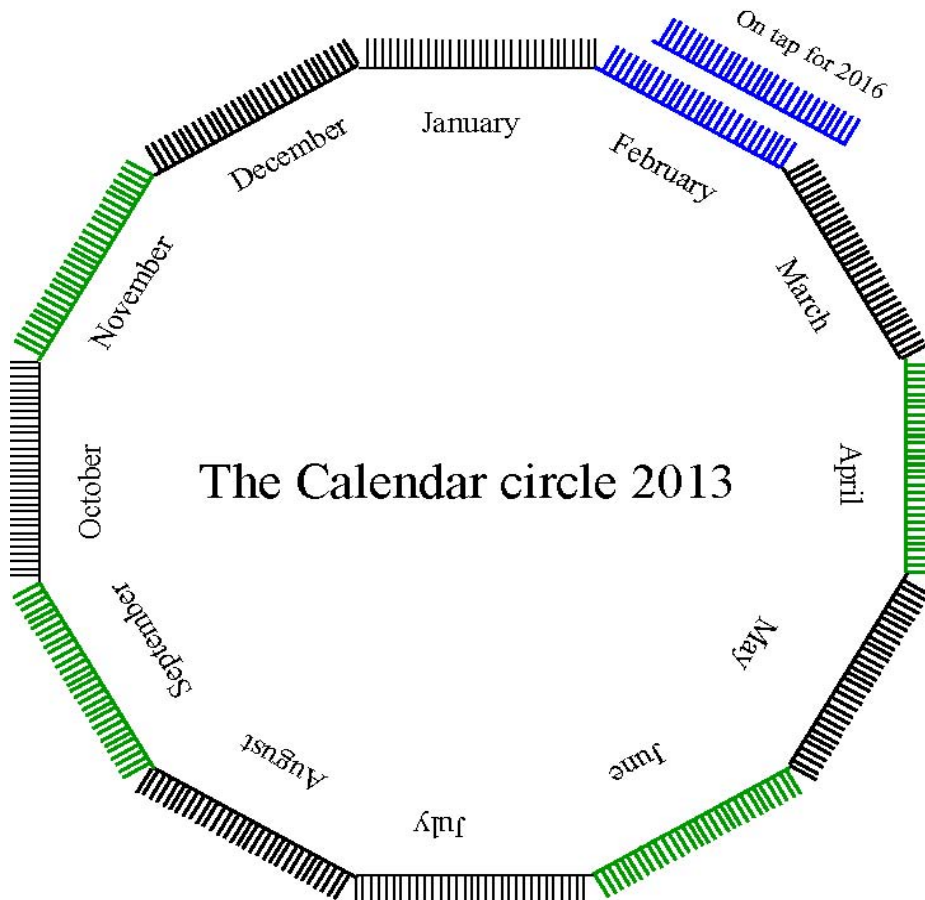 On tap for 2016
January
February
March
April
May
June
July
August
September
October
November
December
The Calendar circle 2013